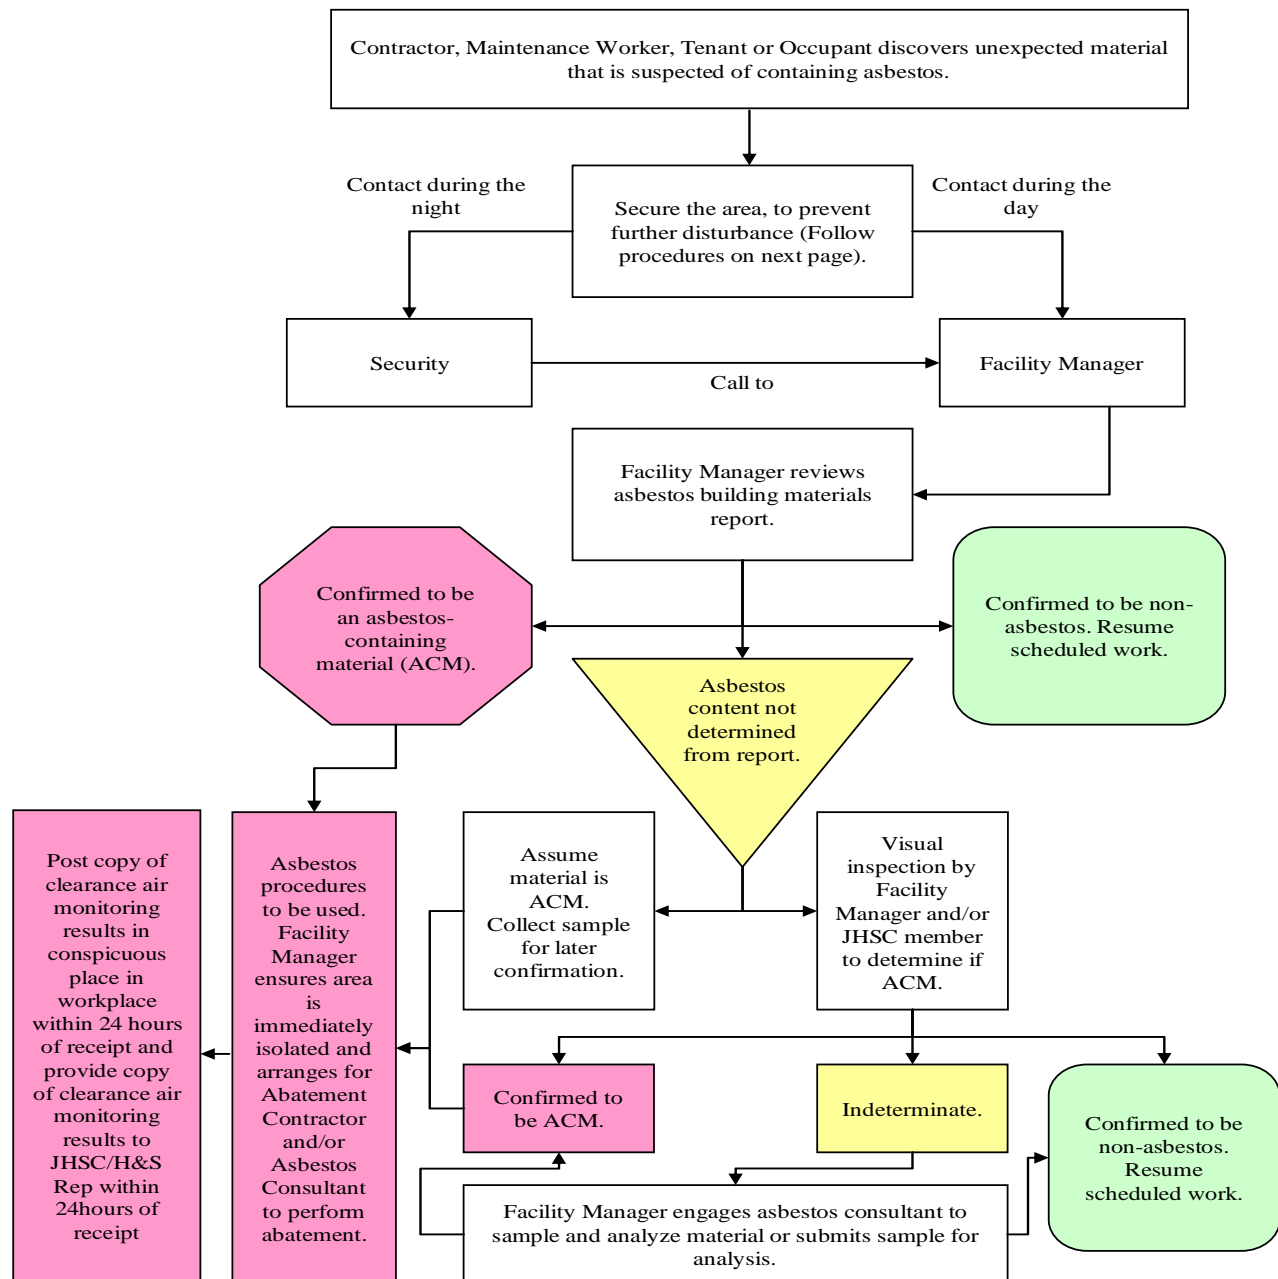 Contractor, Maintenance Worker, Tenant or Occupant discovers unexpected material
that is suspected of containing asbestos.
Contact during the
night
Secure the area, to prevent
further disturbance (Follow
procedures on next page).
Contact during the
day
Security
Call to
Facility Manager
Facility Manager reviews
asbestos building materials
report.
Confirmed to be
an asbestos-
containing
material (ACM).
Confirmed to be non-
asbestos. Resume
scheduled work.
Asbestos
content not
determined
from report.
Post copy of
clearance air
monitoring
results in
conspicuous
place in
workplace
within 24 hours
of receipt and
provide copy
of clearance air
monitoring
results to
JHSC/H&S
Rep within
24hours of
receipt
Asbestos
procedures
to be used.
Facility
Manager
ensures area
is
immediately
isolated and
arranges for
Abatement
Contractor
and/or
Asbestos
Consultant
to perform
abatement.
Assume
material is
ACM.
Collect sample
for later
confirmation.
Visual
inspection by
Facility
Manager and/or
JHSC member
to determine if
ACM.
Confirmed to
be ACM.
Indeterminate.
Confirmed to be
non-asbestos.
Resume
scheduled work.
Facility Manager engages asbestos consultant to
sample and analyze material or submits sample for
analysis.